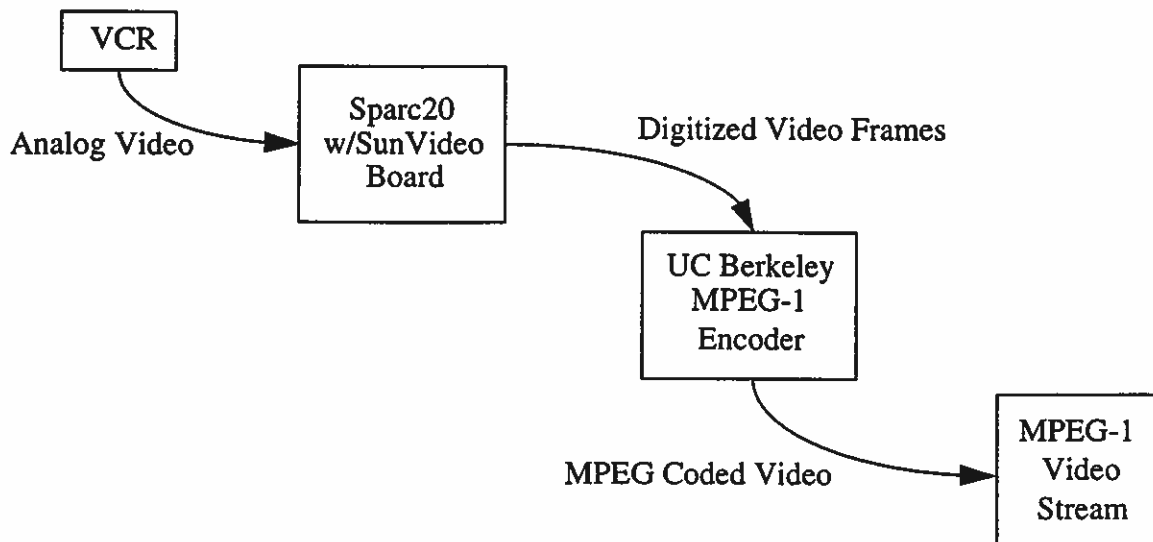 VCR
Analog Video
Sparc20
w/SunVideo
Board
Digitized Video Frames
UC Berkeley
MPEG-1
Encoder
MPEG Coded Video
MPEG-1
Video
Stream